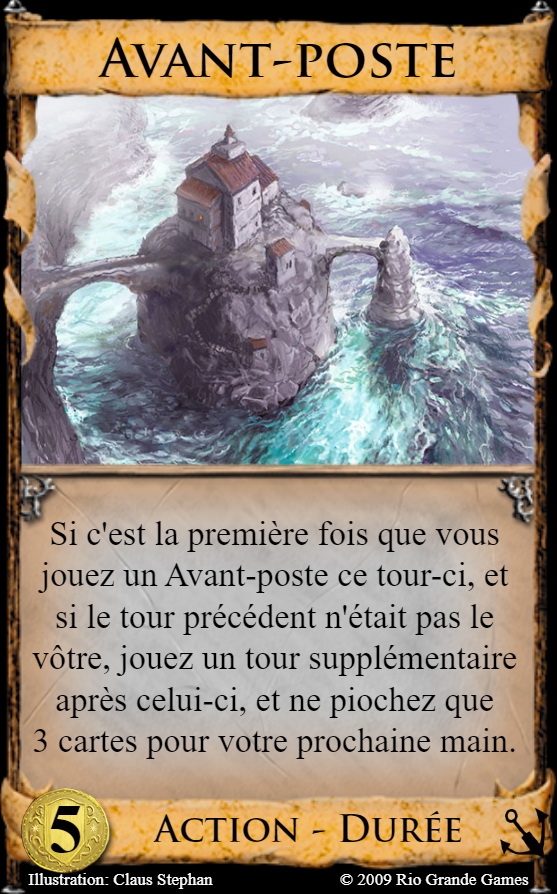 Avant-poste
Si c'est la première fois que vous
jouez un Avant-poste ce tour-ci, et
si le tour précédent n'était pas le
vôtre, jouez un tour supplémentaire
après celui-ci, et ne piochez que
3 cartes pour votre prochaine main.
5
Action - Durée
Illustration: Claus Stephan
© 2009 Rio Grande Games